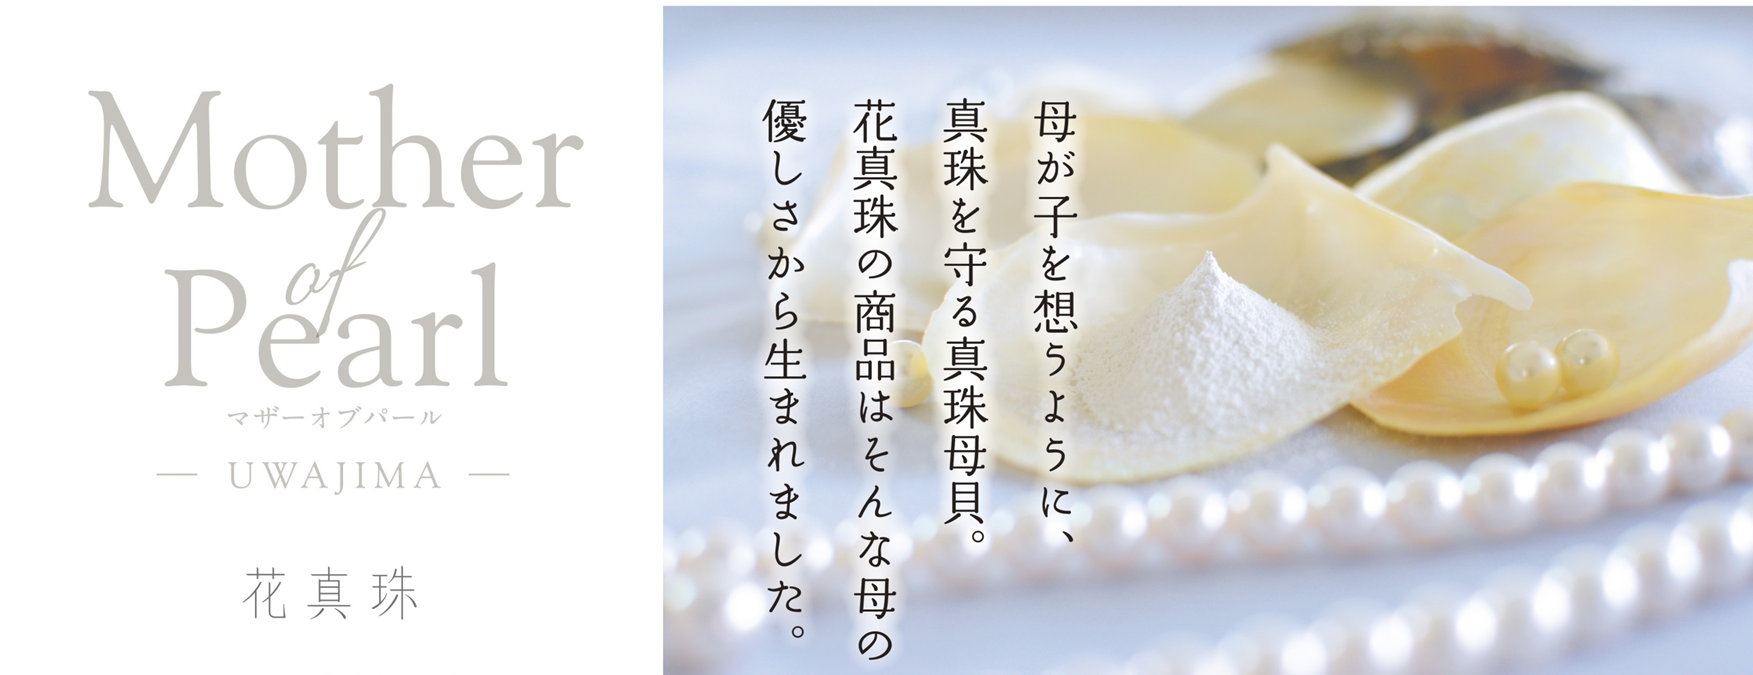 Mother
of
Pearl
マザーオブパール
UWAJIMA
花真珠
母が子を想うように、
真珠を守る真珠母貝。
花真珠の商品はそんな母の
優しさから生まれました。